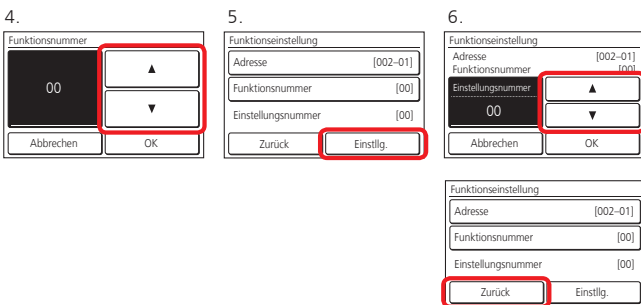 4.
Funktionsnummer
00
▲
▼
Abbrechen OK
5.
Funktionseinstellung
Adresse [002–01]
Funktionsnummer [00]
Einstellungsnummer [00]
Zurück Einstllg.
6.
Funktionseinstellung
Adresse [002–01]
Funktionsnummer [00]
Einstellungsnummer
00
▲
▼
Abbrechen OK
Funktionseinstellung
Adresse [002–01]
Funktionsnummer [00]
Einstellungsnummer [00]
Zurück Einstllg.